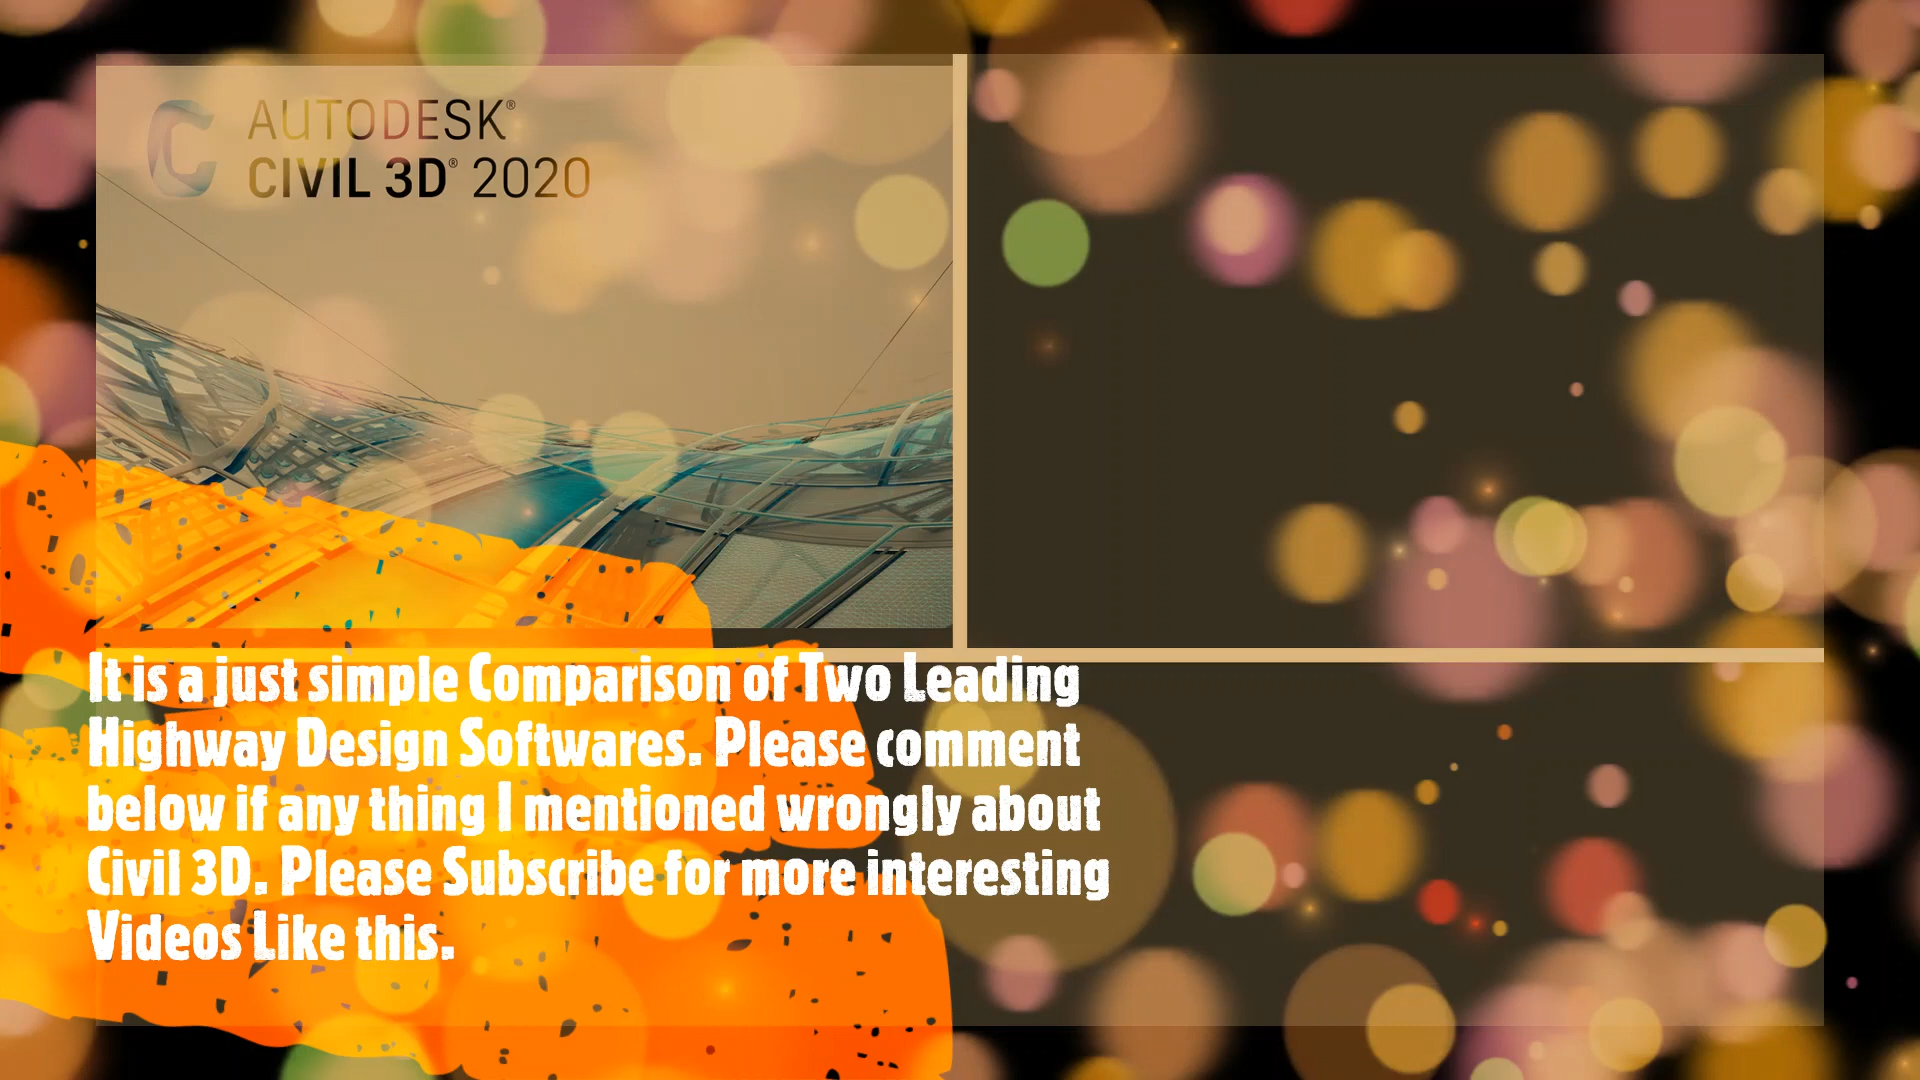 AUTODESK®
CIVIL 3D® 2020
It is a just simple Comparison of Two Leading
Highway Design Softwares. Please comment
below if any thing I mentioned wrongly about
Civil 3D. Please Subscribe for more interesting
Videos Like this.